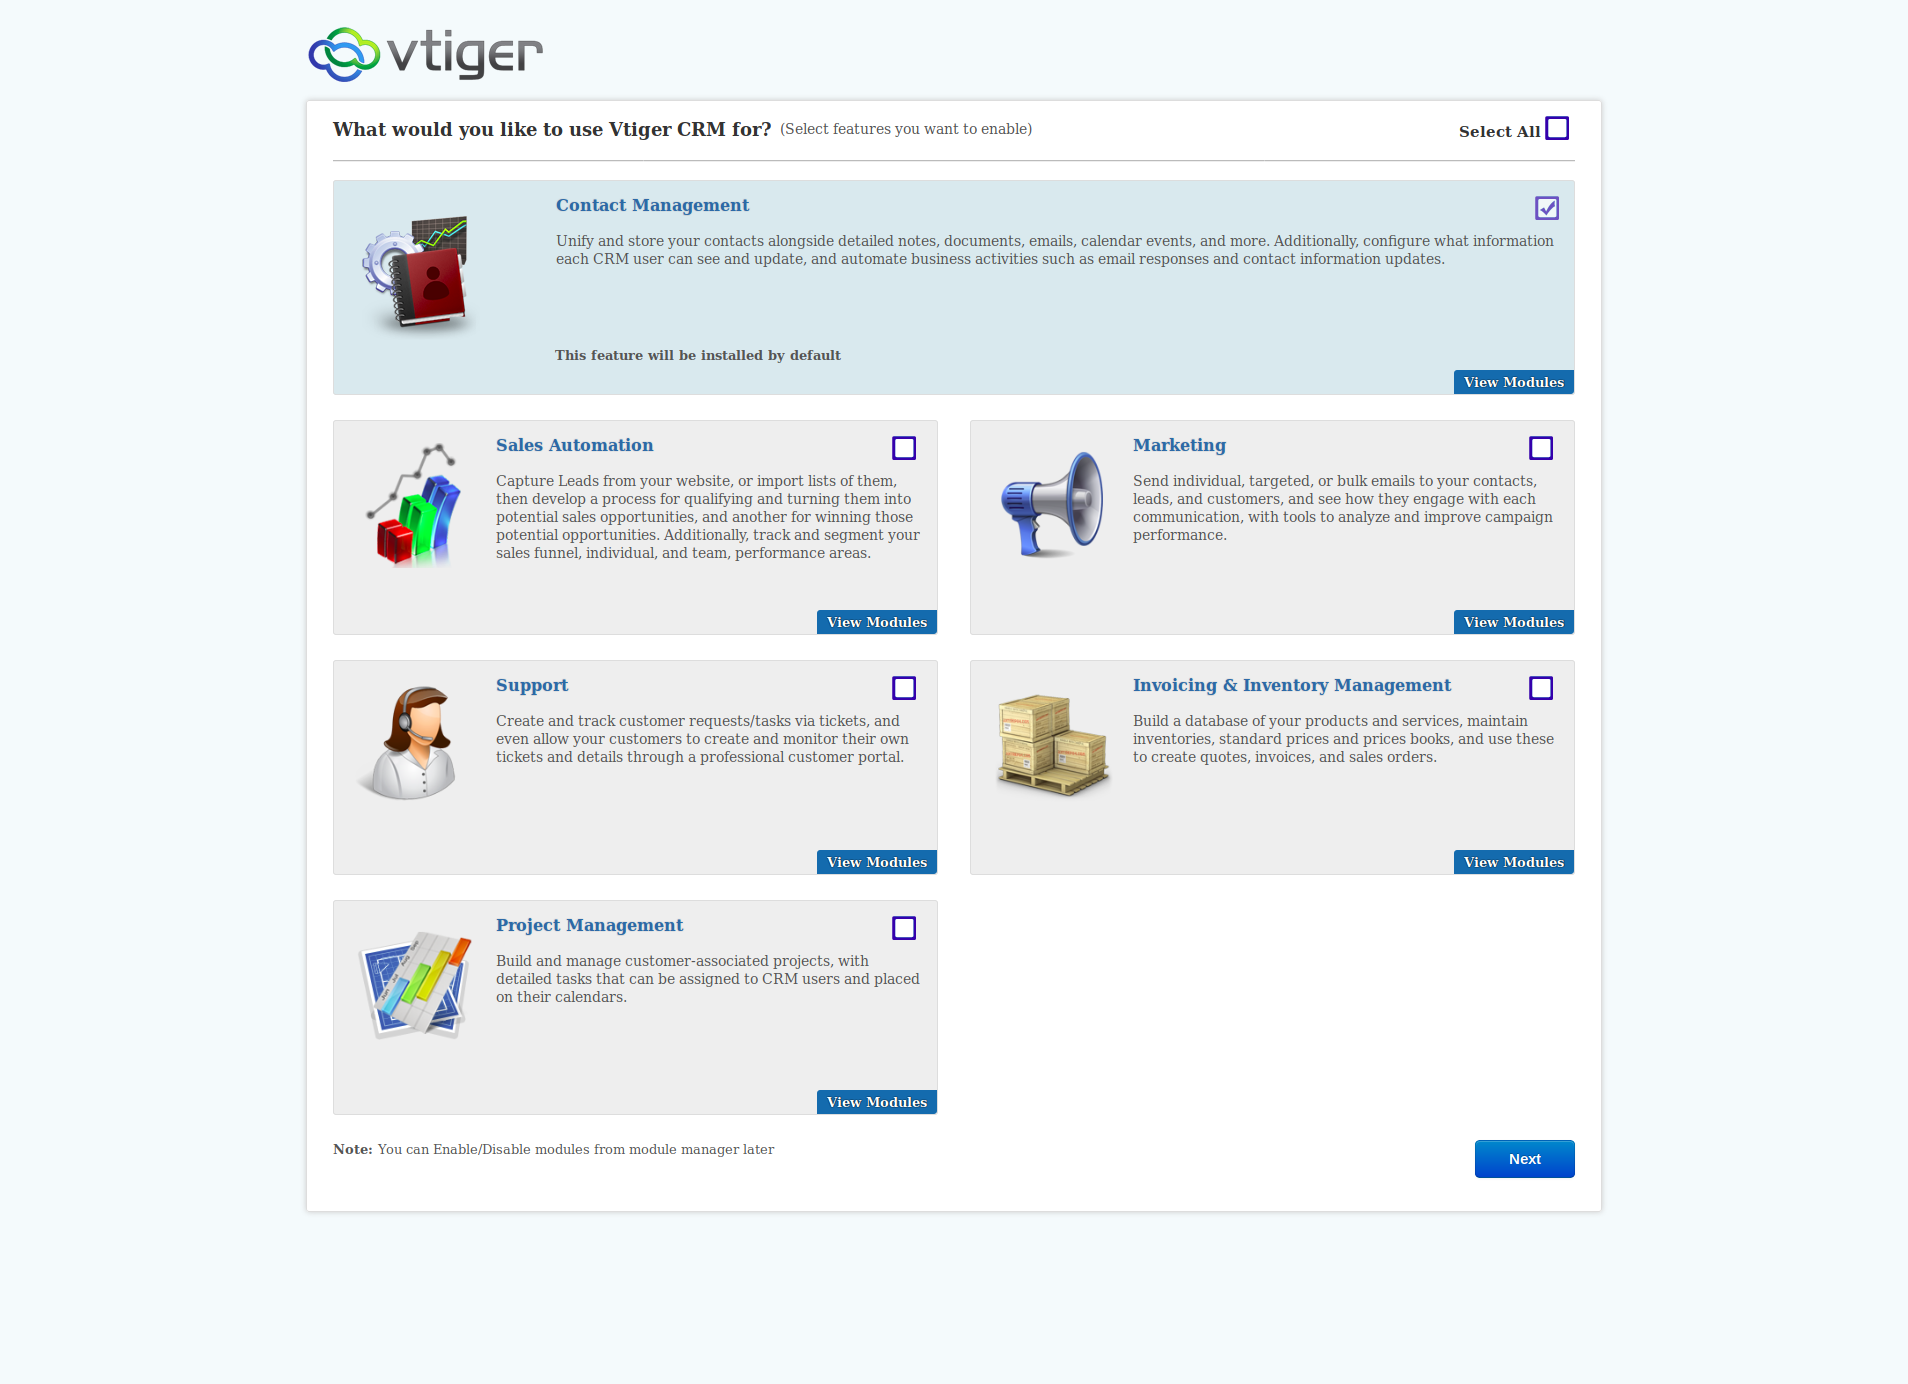 vtiger
What would you like to use Vtiger CRM for? (Select features you want to enable)
Select All
Contact Management
Unify and store your contacts alongside detailed notes, documents, emails, calendar events, and more. Additionally, configure what information
each CRM user can see and update, and automate business activities such as email responses and contact information updates.
This feature will be installed by default
View Modules
Sales Automation
Capture Leads from your website, or import lists of them,
then develop a process for qualifying and turning them into
potential sales opportunities, and another for winning those
potential opportunities. Additionally, track and segment your
sales funnel, individual, and team, performance areas.
View Modules
Marketing
Send individual, targeted, or bulk emails to your contacts,
leads, and customers, and see how they engage with each
communication, with tools to analyze and improve campaign
performance.
View Modules
Support
Create and track customer requests/tasks via tickets, and
even allow your customers to create and monitor their own
tickets and details through a professional customer portal.
View Modules
Invoicing & Inventory Management
Build a database of your products and services, maintain
inventories, standard prices and prices books, and use these
to create quotes, invoices, and sales orders.
View Modules
Project Management
Build and manage customer-associated projects, with
detailed tasks that can be assigned to CRM users and placed
on their calendars.
View Modules
Note: You can Enable/Disable modules from module manager later
Next